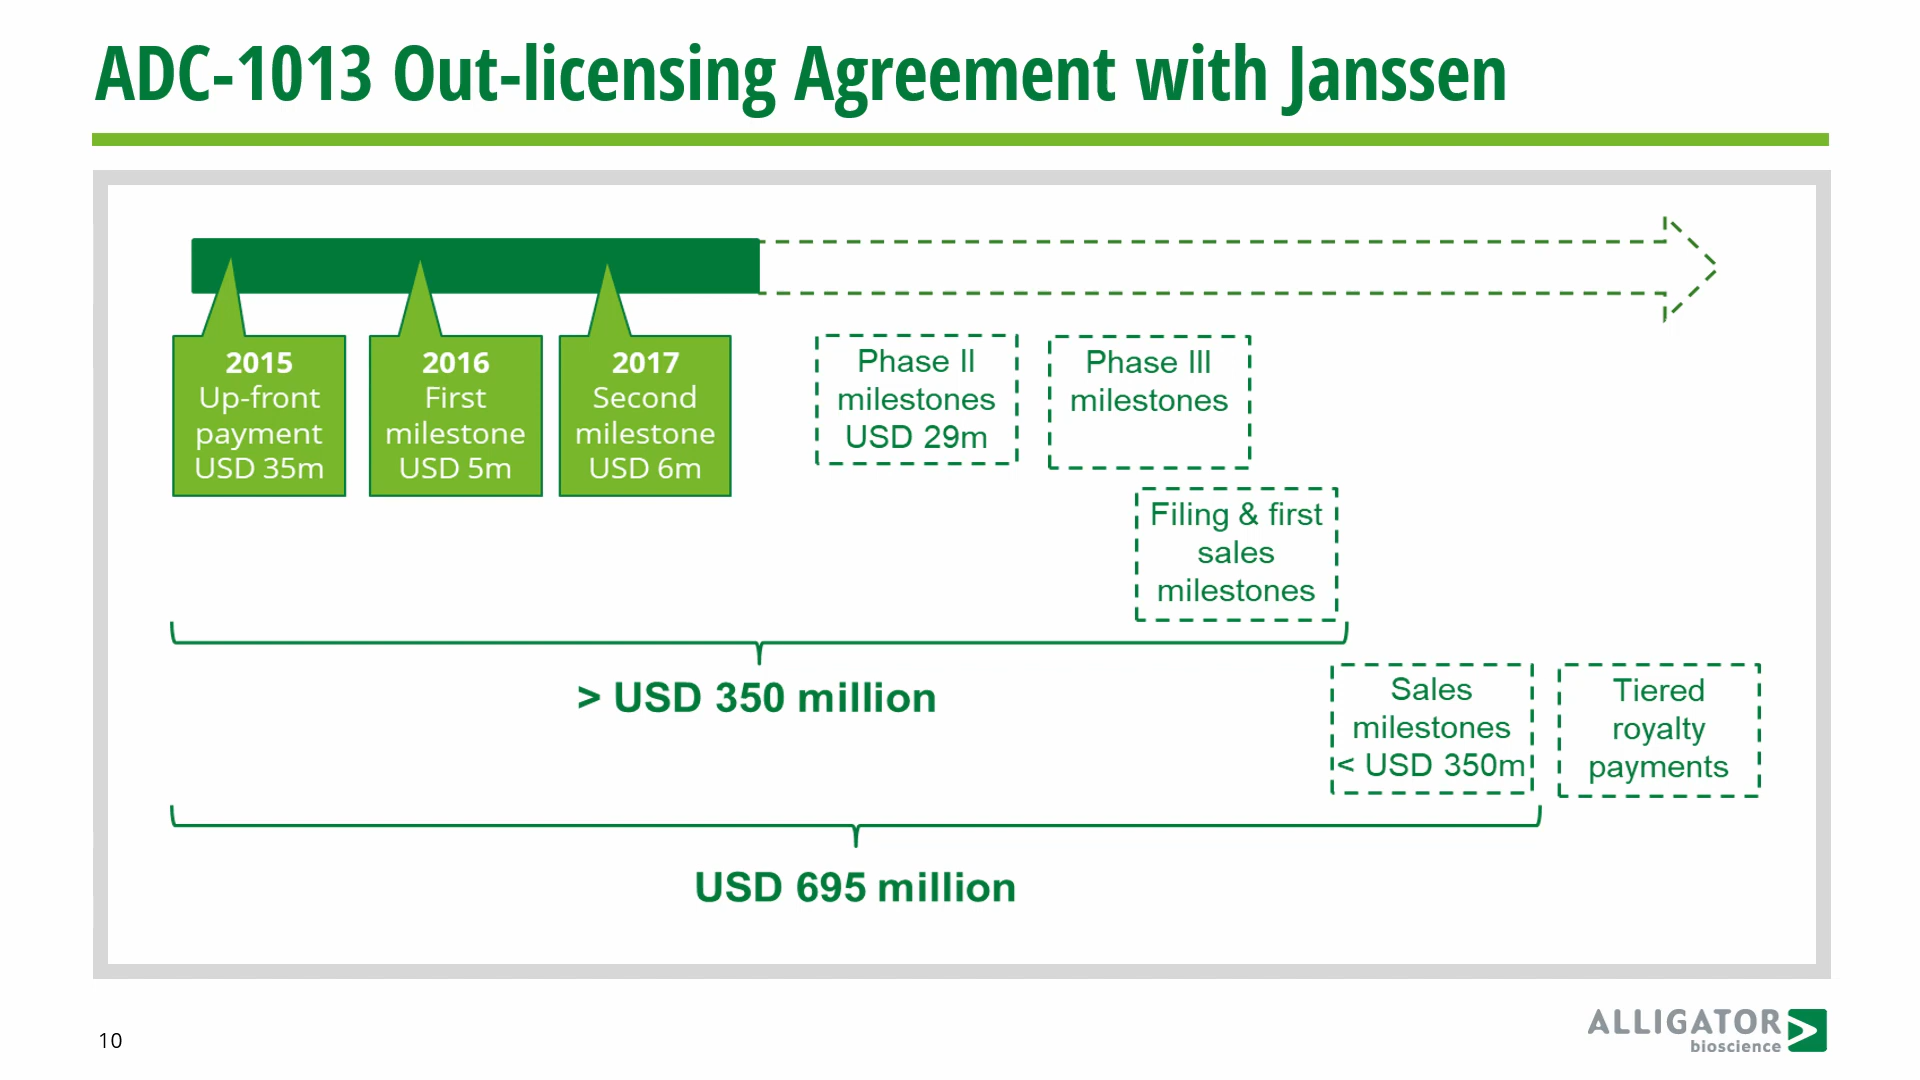 ADC-1013 Out-licensing Agreement with Janssen
2015
Up-front
payment
USD 35m
2016
First
milestone
USD 5m
2017
Second
milestone
USD 6m
Phase II
milestones
USD 29m
Phase III
milestones
Filing & first
sales
milestones
> USD 350 million
Sales
milestones
< USD 350m
Tiered
royalty
payments
USD 695 million
10
ALLIGATOR
bioscience